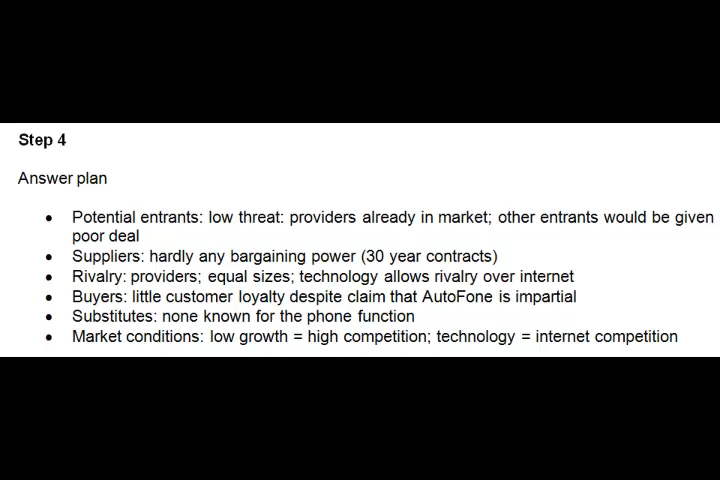 Step 4
Answer plan
• Potential entrants: low threat: providers already in market; other entrants would be given
poor deal
• Suppliers: hardly any bargaining power (30 year contracts)
• Rivalry: providers; equal sizes; technology allows rivalry over internet
• Buyers: little customer loyalty despite claim that AutoFone is impartial
• Substitutes: none known for the phone function
• Market conditions: low growth = high competition; technology = internet competition